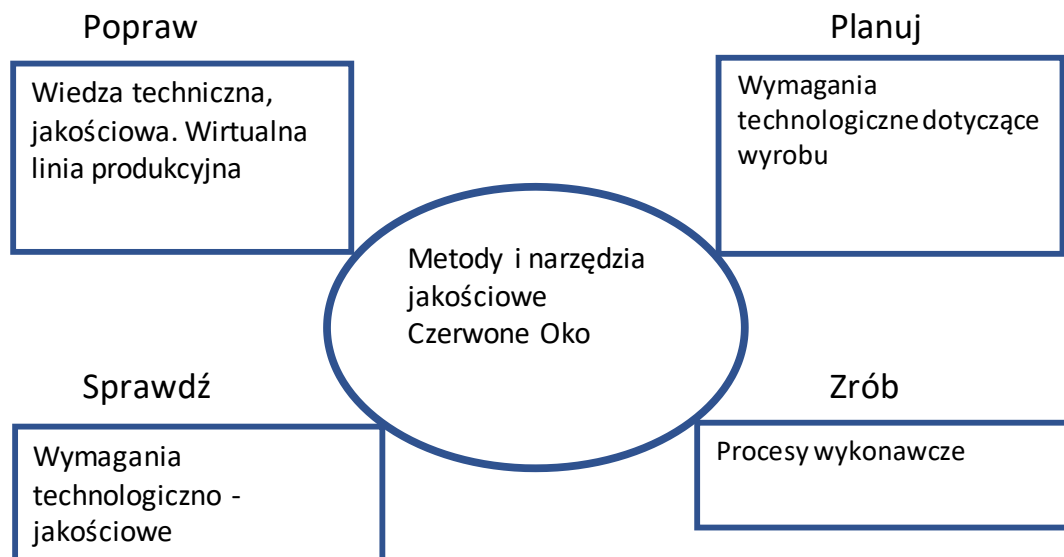 Popraw
Wiedza techniczna,
jakościowa. Wirtualna
linia produkcyjna
Planuj
Wymagania
technologiczne dotyczące
wyrobu
Metody i narzędzia
jakościowe
Czerwone Oko
Sprawdź
Wymagania
technologiczno -
jakościowe
Zrób
Procesy wykonawcze